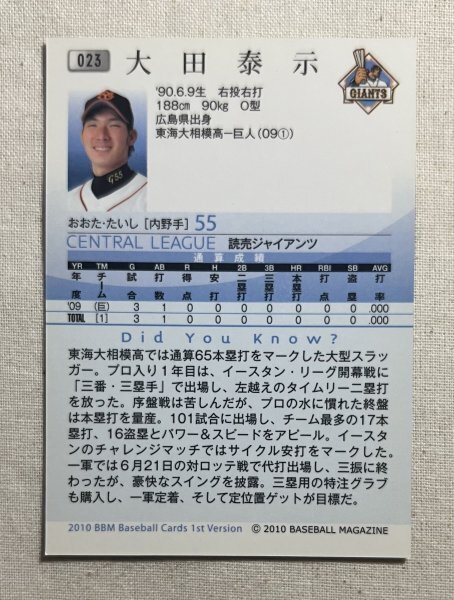 023 大田泰示
GIANTS
'90.6.9生 右投右打
188cm 90kg O型
広島県出身
東海大相模高ー巨人(09①)
G55
おおた・たいし [内野手] 55
CENTRAL LEAGUE 読売ジャイアンツ
通算成績
YR TM G AB R H 2B 3B HR RBI SB AVG
年度 チーム 試合 打数 得点 安打 二塁打 三塁打 本塁打 打点 盗塁 打率
'09 (巨) 3 1 0 0 0 0 0 0 0 .000
TOTAL [1] 3 1 0 0 0 0 0 0 0 .000
Did You Know?
東海大相模高では通算65本塁打をマークした大型スラッ
ガー。プロ入り1年目は、イースタン・リーグ開幕戦に
「三番・三塁手」で出場し、左越えのタイムリー二塁打
を放った。序盤戦は苦しんだが、プロの水に慣れた終盤
は本塁打を量産。101試合に出場し、チーム最多の17本
塁打、16盗塁とパワー&スピードをアピール。イースタ
ンのチャレンジマッチではサイクル安打をマークした。
一軍では6月21日の対ロッテ戦で代打出場し、三振に終
わったが、豪快なスイングを披露。三塁用の特注グラブ
も購入し、一軍定着、そして定位置ゲットが目標だ。
2010 BBM Baseball Cards 1st Version © 2010 BASEBALL MAGAZINE